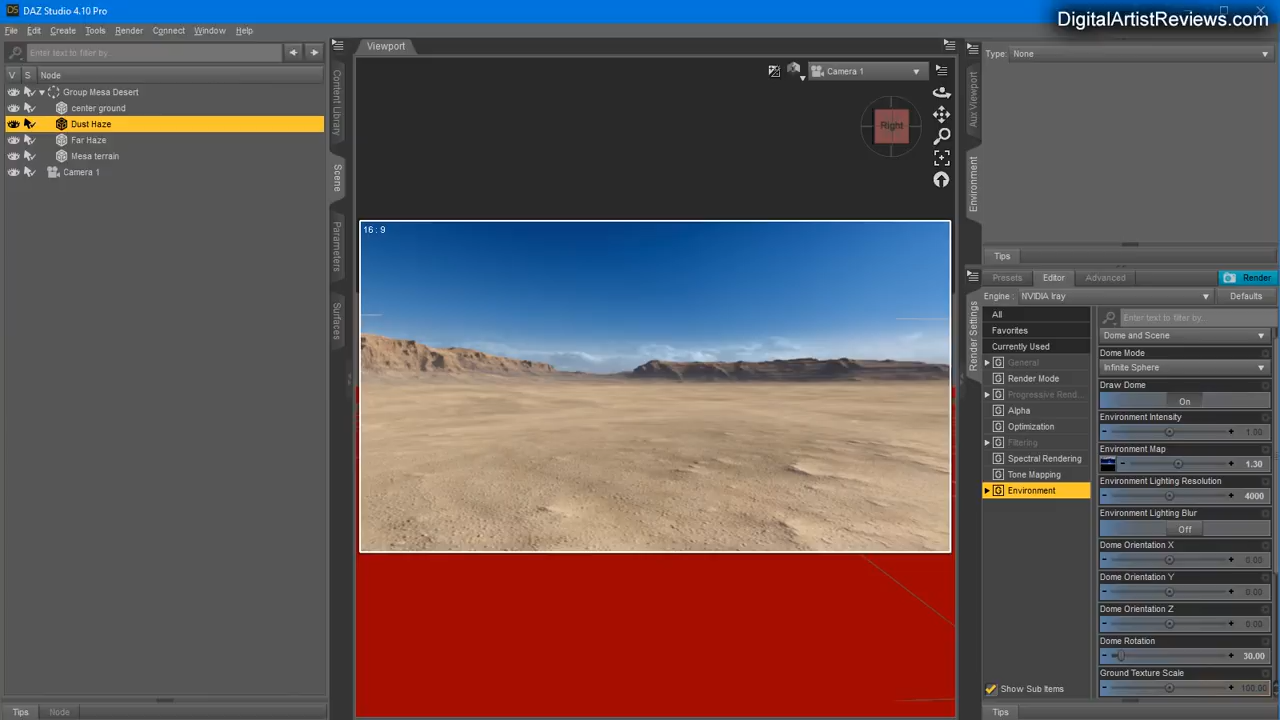 DAZ Studio 4.10 Pro
DigitalArtistReviews.com
File Edit Create Tools Render Connect Window Help
Enter text to filter by...
V S Node
Group Mesa Desert
center ground
Dust Haze
Far Haze
Mesa terrain
Camera 1
Tips Node
Content Library
Scene
Parameters
Surfaces
Viewport
Camera 1
Right
16 : 9
Aux Viewport
Environment
Type: None
Tips
Render Settings
Presets Editor Advanced Render
Engine : NVIDIA Iray Defaults
All
Favorites
Currently Used
General
Render Mode
Progressive Rend...
Alpha
Optimization
Filtering
Spectral Rendering
Tone Mapping
Environment
Show Sub Items
Enter text to filter by...
Dome and Scene
Dome Mode
Infinite Sphere
Draw Dome
On
Environment Intensity
1.00
Environment Map
1.30
Environment Lighting Resolution
4000
Environment Lighting Blur
Off
Dome Orientation X
0.00
Dome Orientation Y
0.00
Dome Orientation Z
0.00
Dome Rotation
30.00
Ground Texture Scale
100.00
Tips